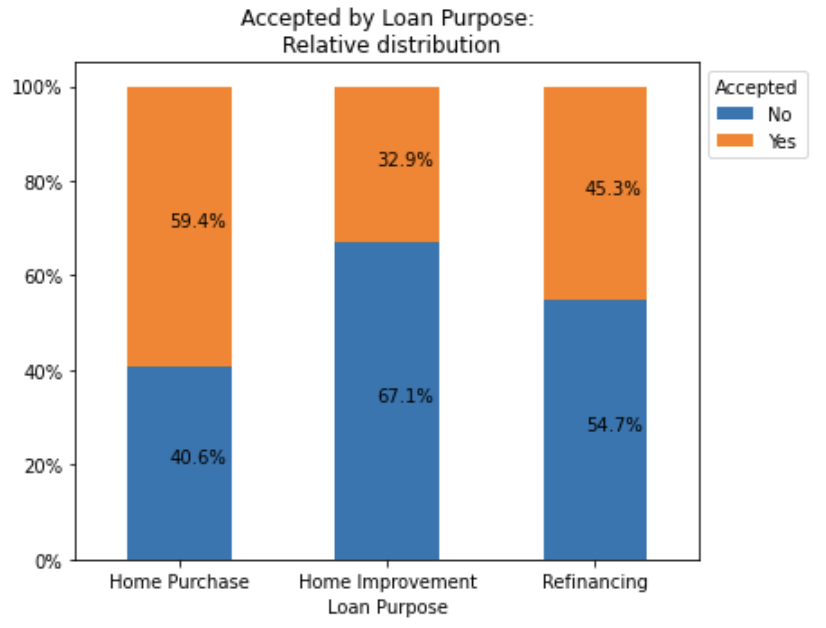 Accepted by Loan Purpose:
Relative distribution
100%
80%
60%
40%
20%
0%
59.4%
32.9%
45.3%
40.6%
67.1%
54.7%
Home Purchase
Home Improvement
Refinancing
Loan Purpose
Accepted
No
Yes